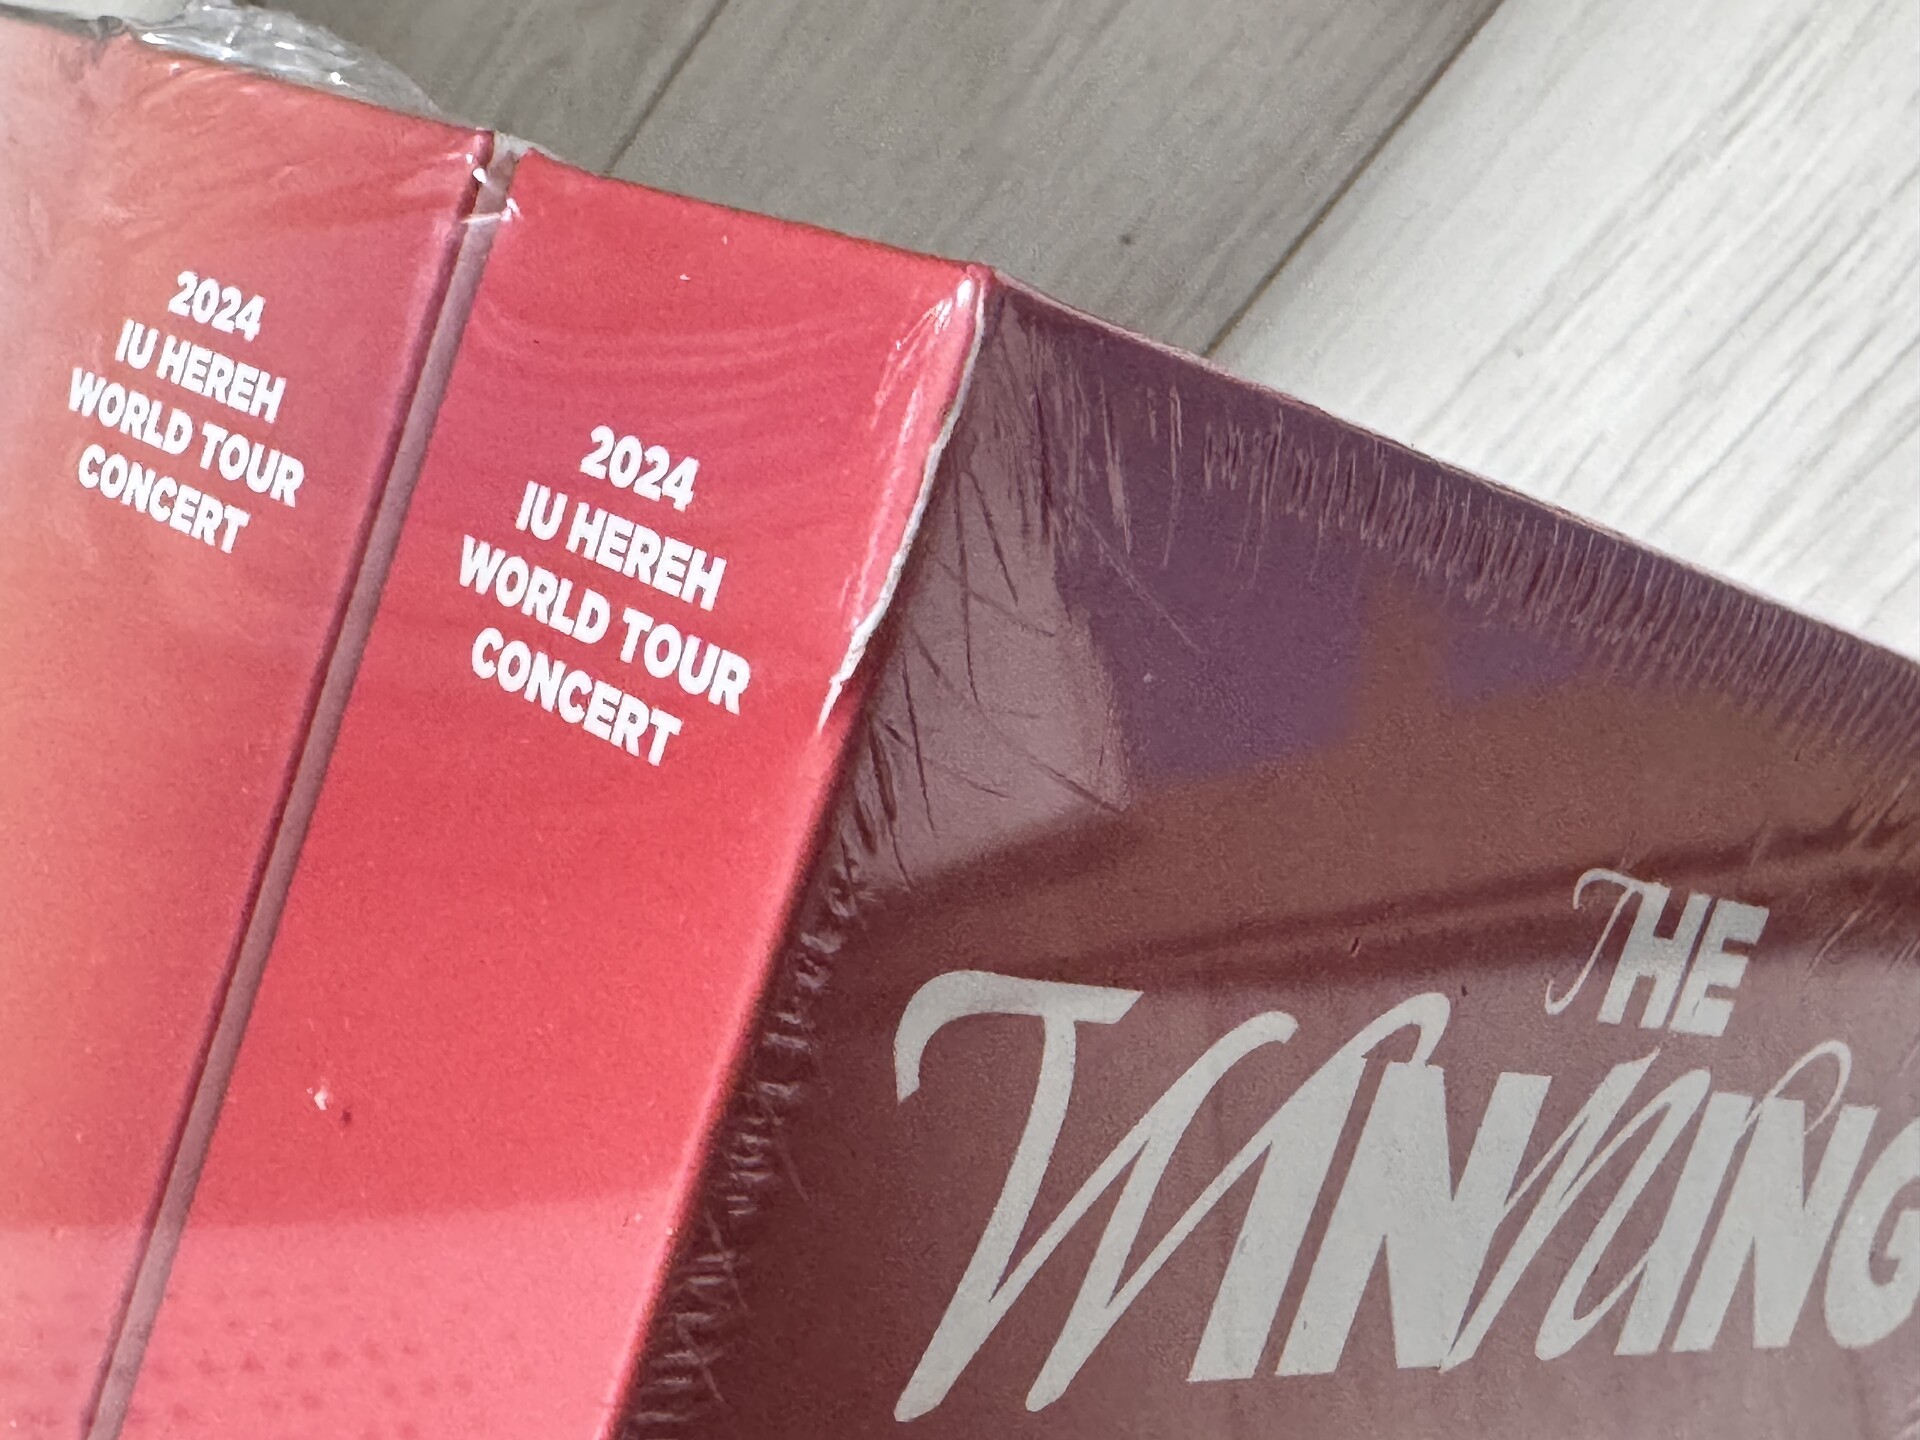 2024
IU HEREH
WORLD TOUR
CONCERT
2024
IU HEREH
WORLD TOUR
CONCERT
THE
WINNING